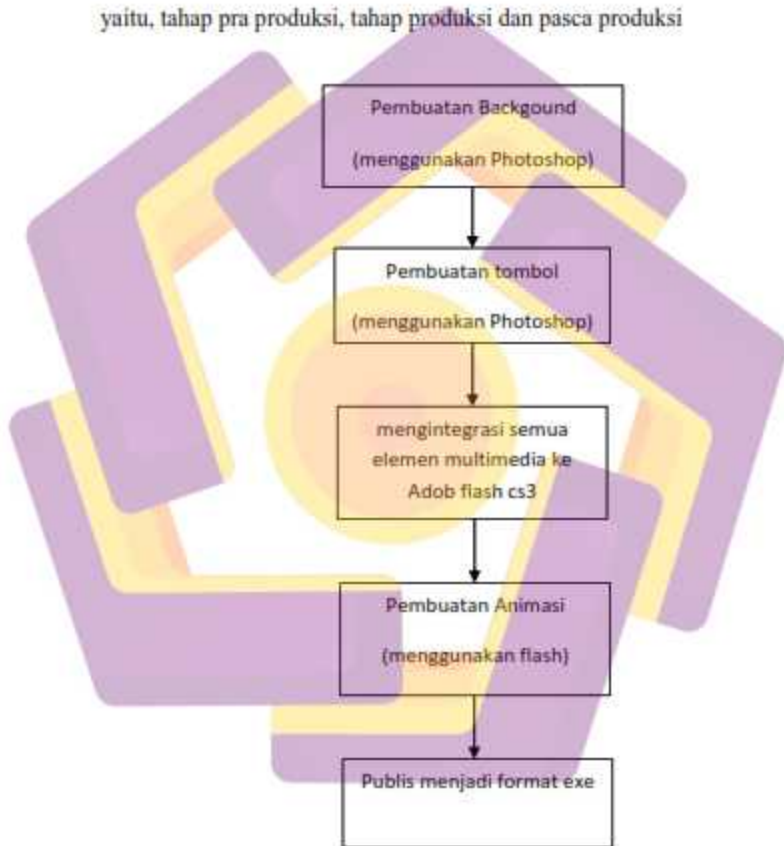 yaitu, tahap pra produksi, tahap produksi dan pasca produksi
Pembuatan Backgound
(menggunakan Photoshop)
Pembuatan tombol
(menggunakan Photoshop)
mengintegrasi semua
elemen multimedia ke
Adob flash cs3
Pembuatan Animasi
(menggunakan flash)
Publis menjadi format exe